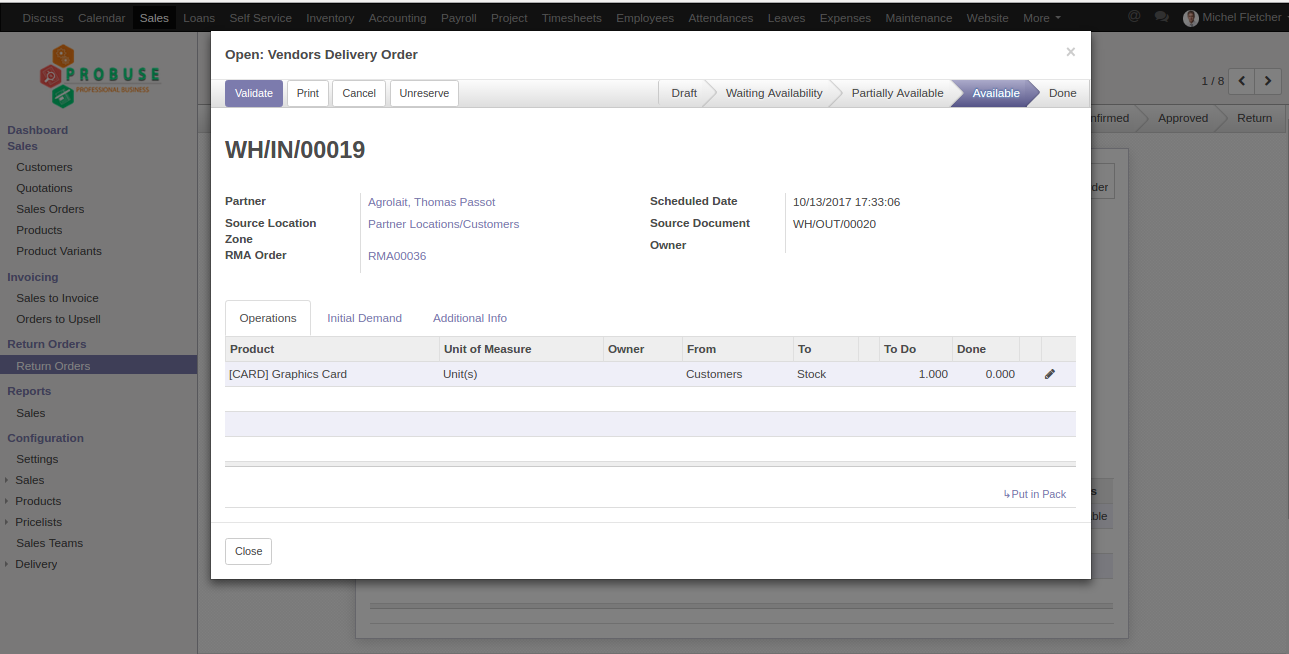 Discuss Calendar Sales Loans Self Service Inventory Accounting Payroll Project Timesheets Employees Attendances Leaves Expenses Maintenance Website More @ Michel Fletcher
PROBUSE
PROFESSIONAL BUSINESS
Dashboard
Sales
Customers
Quotations
Sales Orders
Products
Product Variants
Invoicing
Sales to Invoice
Orders to Upsell
Return Orders
Return Orders
Reports
Sales
Configuration
Settings
Sales
Products
Pricelists
Sales Teams
Delivery
1 / 8
nfirmed Approved Return
der
s
ble
Open: Vendors Delivery Order ×
Validate Print Cancel Unreserve Draft Waiting Availability Partially Available Available Done
WH/IN/00019
Partner Agrolait, Thomas Passot
Source Location Zone Partner Locations/Customers
RMA Order RMA00036
Scheduled Date 10/13/2017 17:33:06
Source Document WH/OUT/00020
Owner
Operations Initial Demand Additional Info
Product Unit of Measure Owner From To To Do Done
[CARD] Graphics Card Unit(s) Customers Stock 1.000 0.000
↳Put in Pack
Close